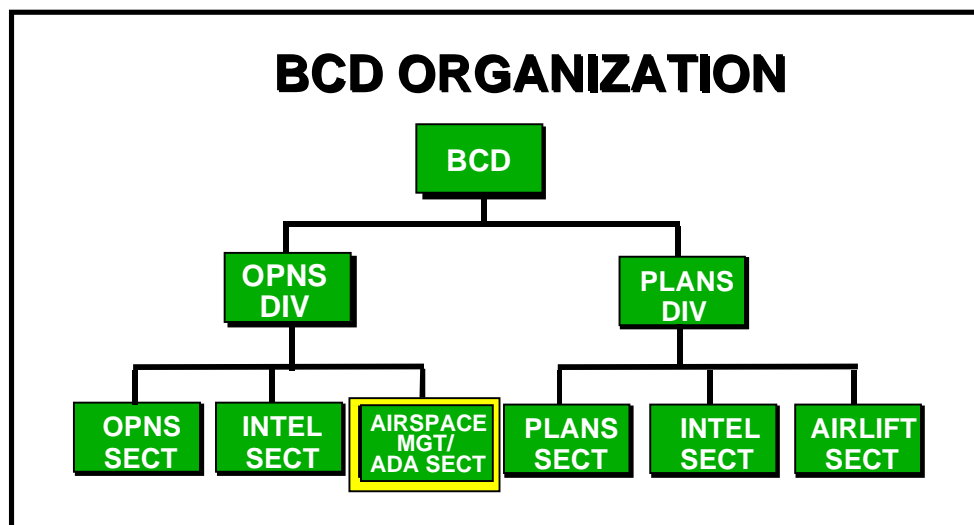 BCD ORGANIZATION
BCD
OPNS
DIV
PLANS
DIV
OPNS
SECT
INTEL
SECT
AIRSPACE
MGT/
ADA SECT
PLANS
SECT
INTEL
SECT
AIRLIFT
SECT